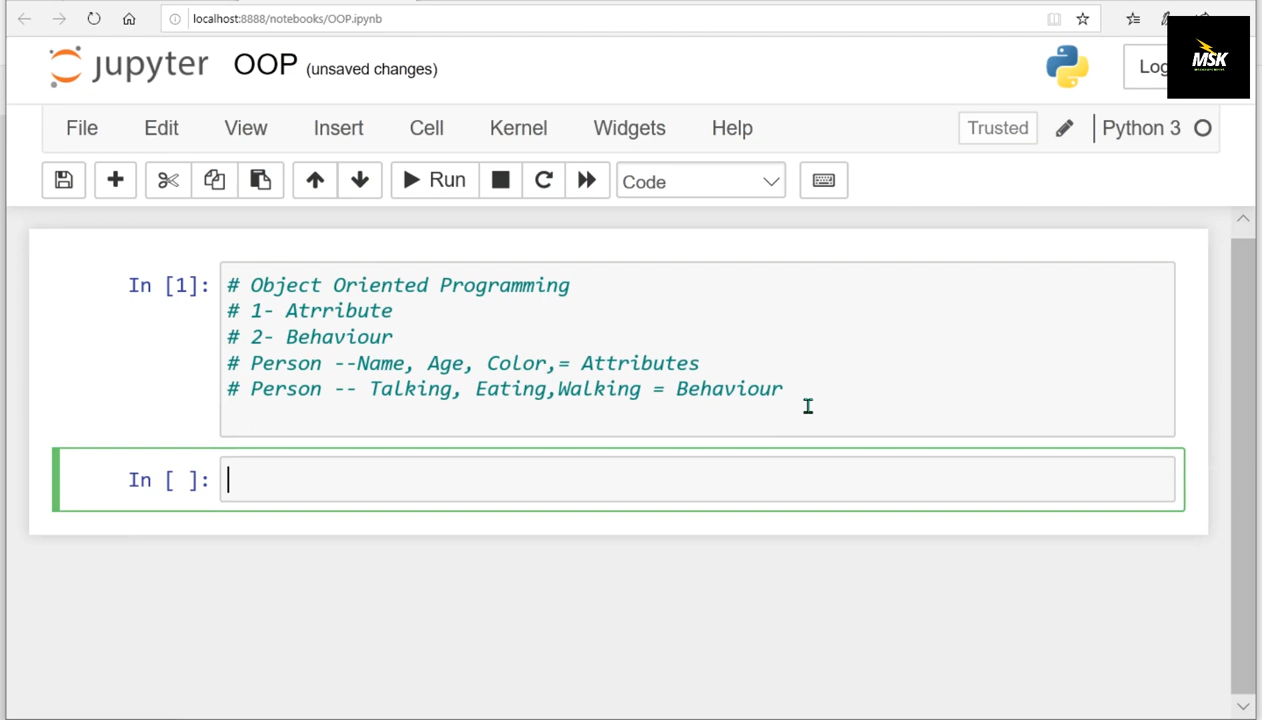 localhost:8888/notebooks/OOP.ipynb
jupyter OOP (unsaved changes)
Log
MSK
File Edit View Insert Cell Kernel Widgets Help Trusted Python 3
Run Code
In [1]: # Object Oriented Programming
# 1- Atrribute
# 2- Behaviour
# Person --Name, Age, Color,= Attributes
# Person -- Talking, Eating,Walking = Behaviour
In [ ]: